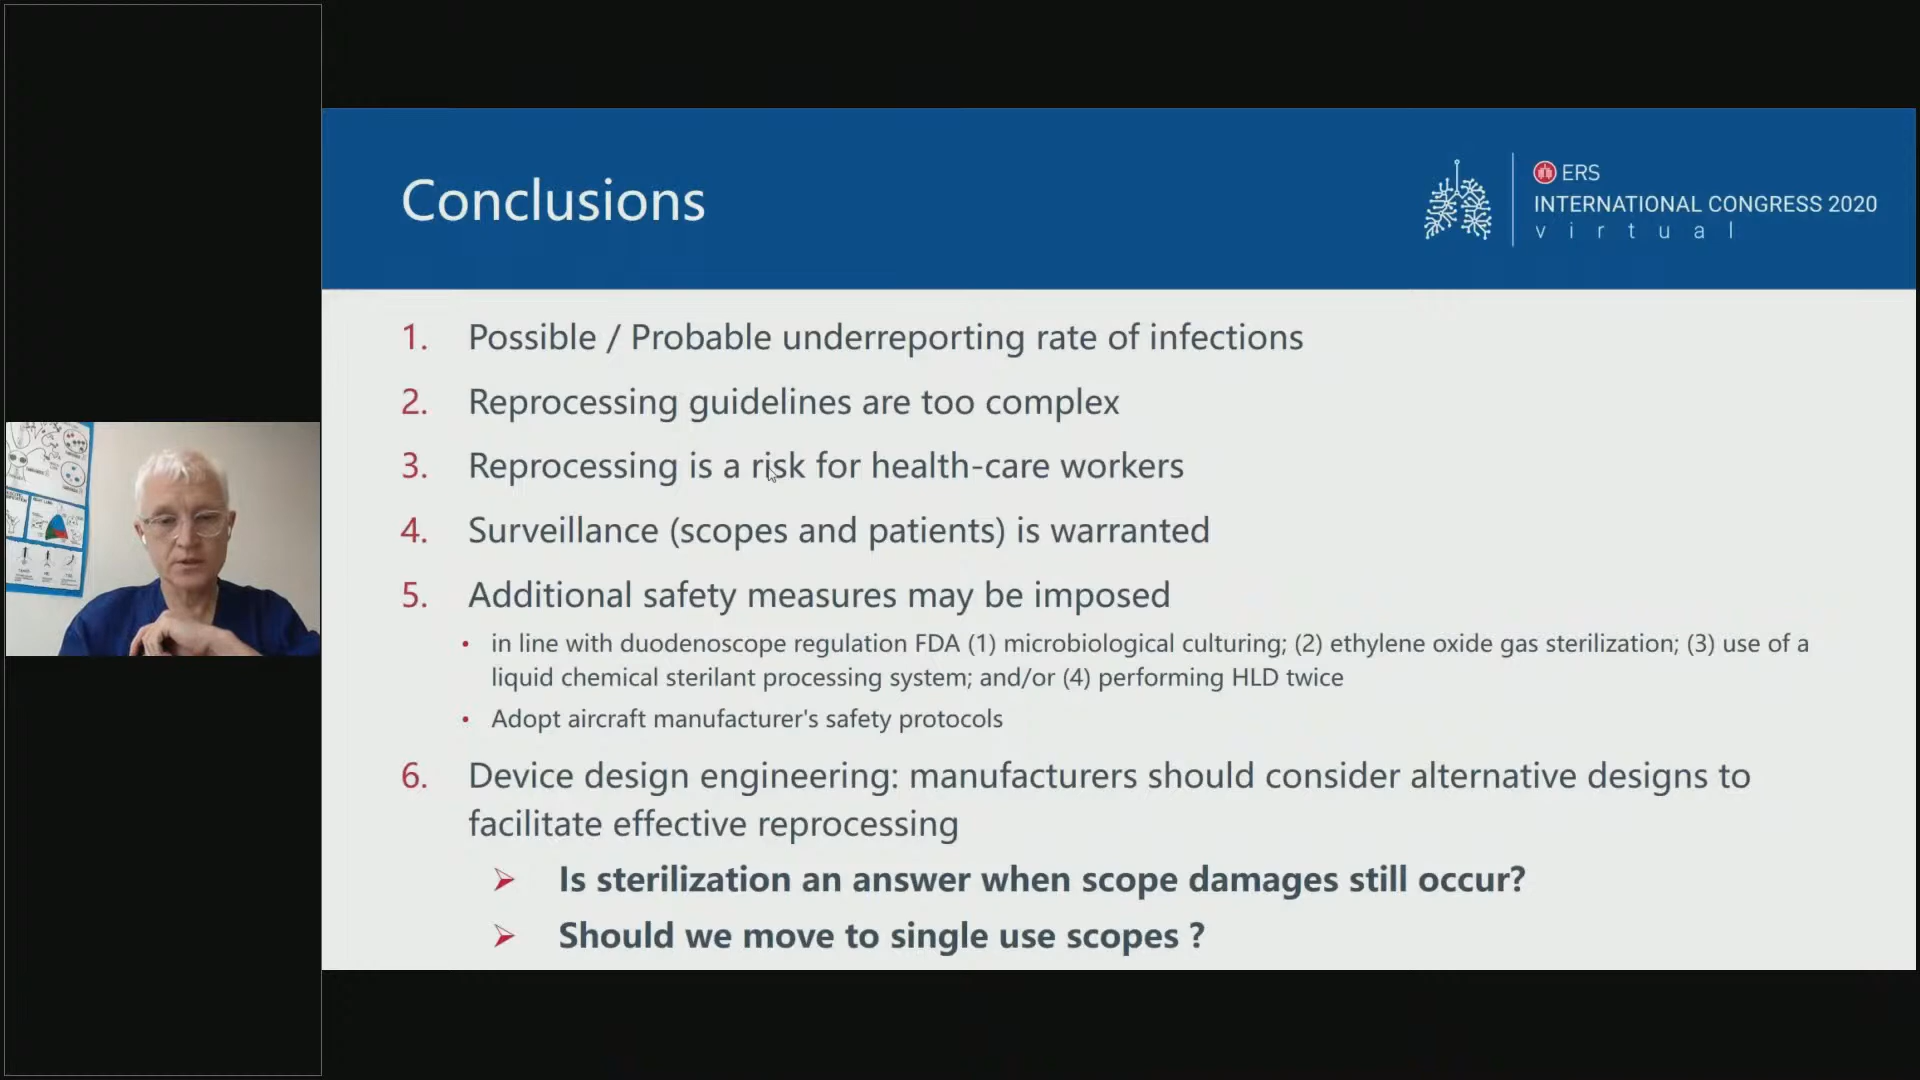 Conclusions
ERS
INTERNATIONAL CONGRESS 2020
virtual
1. Possible / Probable underreporting rate of infections
2. Reprocessing guidelines are too complex
3. Reprocessing is a risk for health-care workers
4. Surveillance (scopes and patients) is warranted
5. Additional safety measures may be imposed
• in line with duodenoscope regulation FDA (1) microbiological culturing; (2) ethylene oxide gas sterilization; (3) use of a
liquid chemical sterilant processing system; and/or (4) performing HLD twice
• Adopt aircraft manufacturer's safety protocols
6. Device design engineering: manufacturers should consider alternative designs to
facilitate effective reprocessing
➢ Is sterilization an answer when scope damages still occur?
➢ Should we move to single use scopes ?